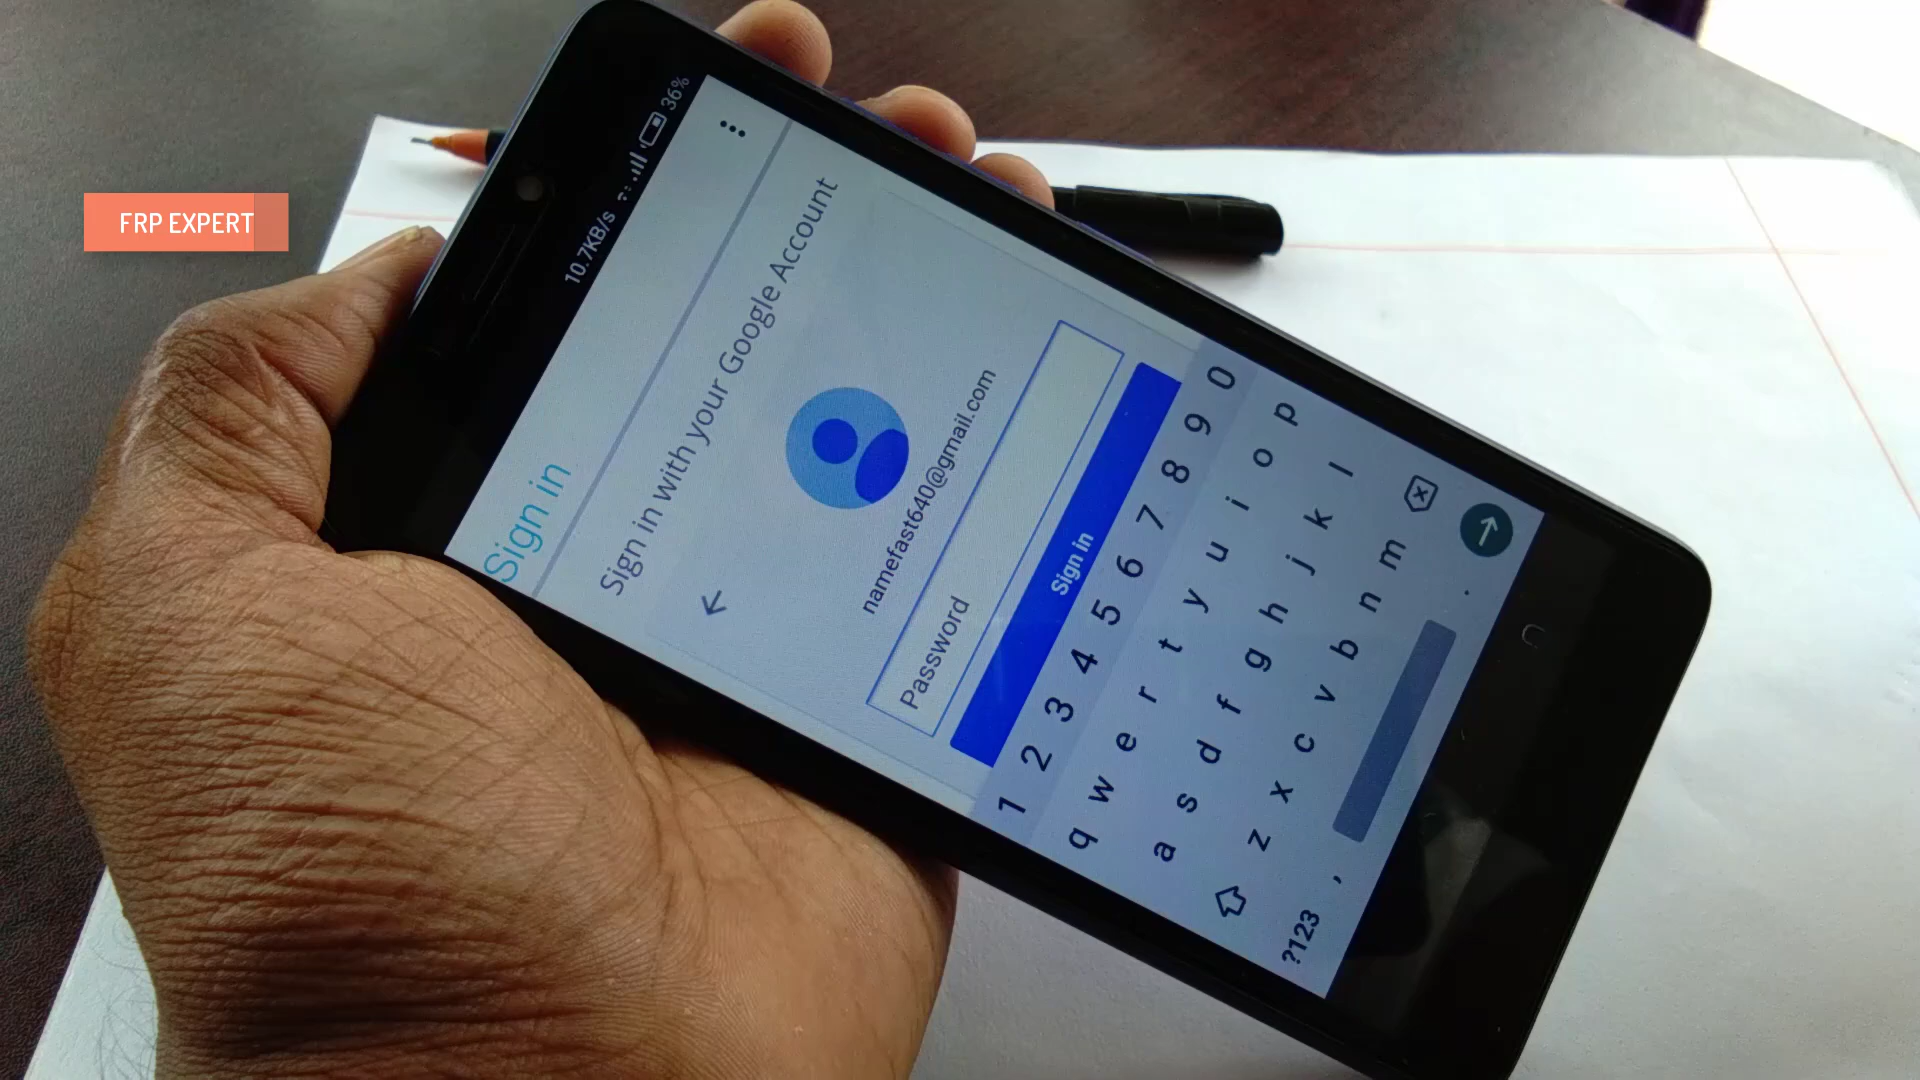 FRP EXPERT
10.7KB/s 36%
Sign in
Sign in with your Google Account
namefast640@gmail.com
Password
Sign in
1 2 3 4 5 6 7 8 9 0
q w e r t y u i o p
a s d f g h j k l
z x c v b n m
?123 , .